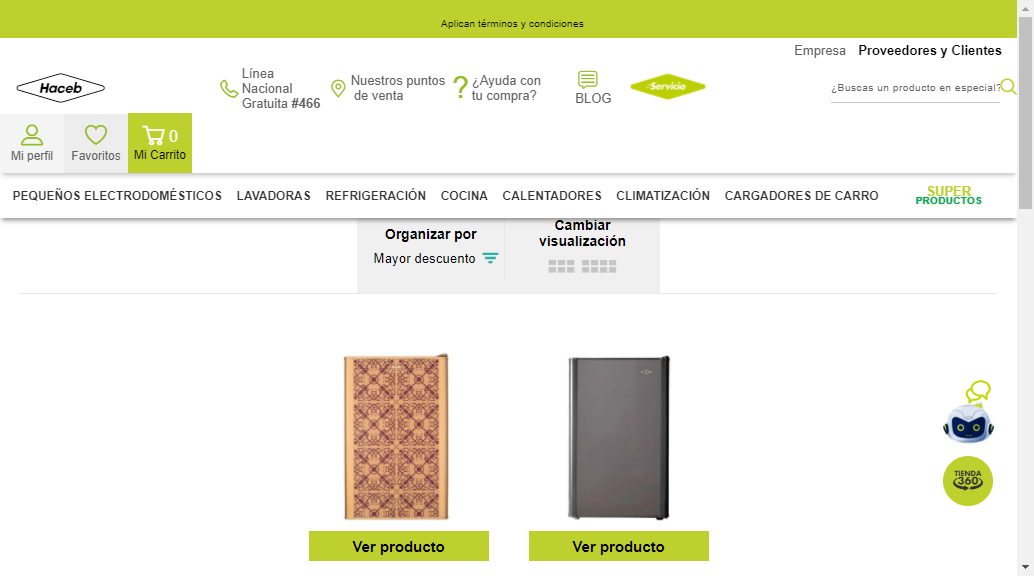 Aplican términos y condiciones
Empresa Proveedores y Clientes
Haceb
Línea
Nacional
Gratuita #466
Nuestros puntos
de venta
¿Ayuda con
tu compra?
BLOG
Servicio
¿Buscas un producto en especial?
Mi perfil
Favoritos
0
Mi Carrito
PEQUEÑOS ELECTRODOMÉSTICOS LAVADORAS REFRIGERACIÓN COCINA CALENTADORES CLIMATIZACIÓN CARGADORES DE CARRO
SUPER
PRODUCTOS
Organizar por
Mayor descuento
Cambiar
visualización
TIENDA
360
Ver producto
Ver producto